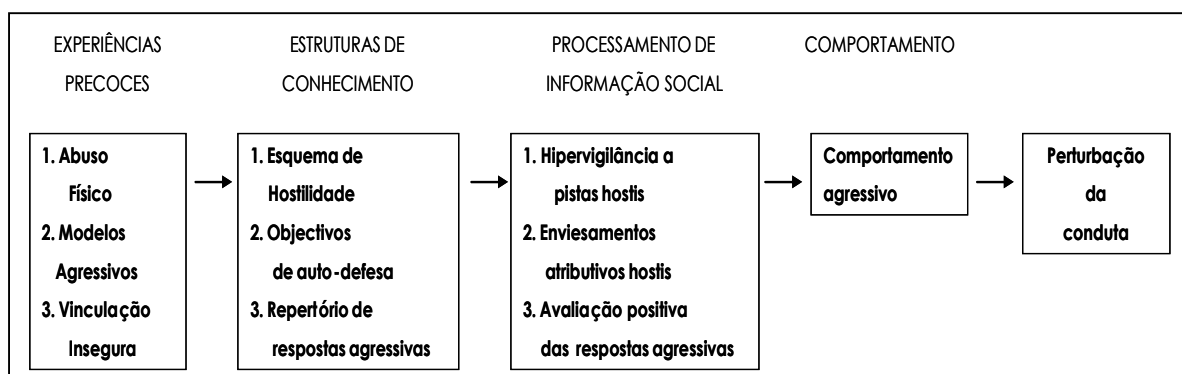 EXPERIÊNCIAS
PRECOCES
ESTRUTURAS DE
CONHECIMENTO
PROCESSAMENTO DE
INFORMAÇÃO SOCIAL
COMPORTAMENTO
1. Abuso
Físico
2. Modelos
Agressivos
3. Vinculação
Insegura
1. Esquema de
Hostilidade
2. Objectivos
de auto-defesa
3. Repertório de
respostas agressivas
1. Hipervigilância a
pistas hostis
2. Enviesamentos
atributivos hostis
3. Avaliação positiva
das respostas agressivas
Comportamento
agressivo
Perturbação
da
conduta